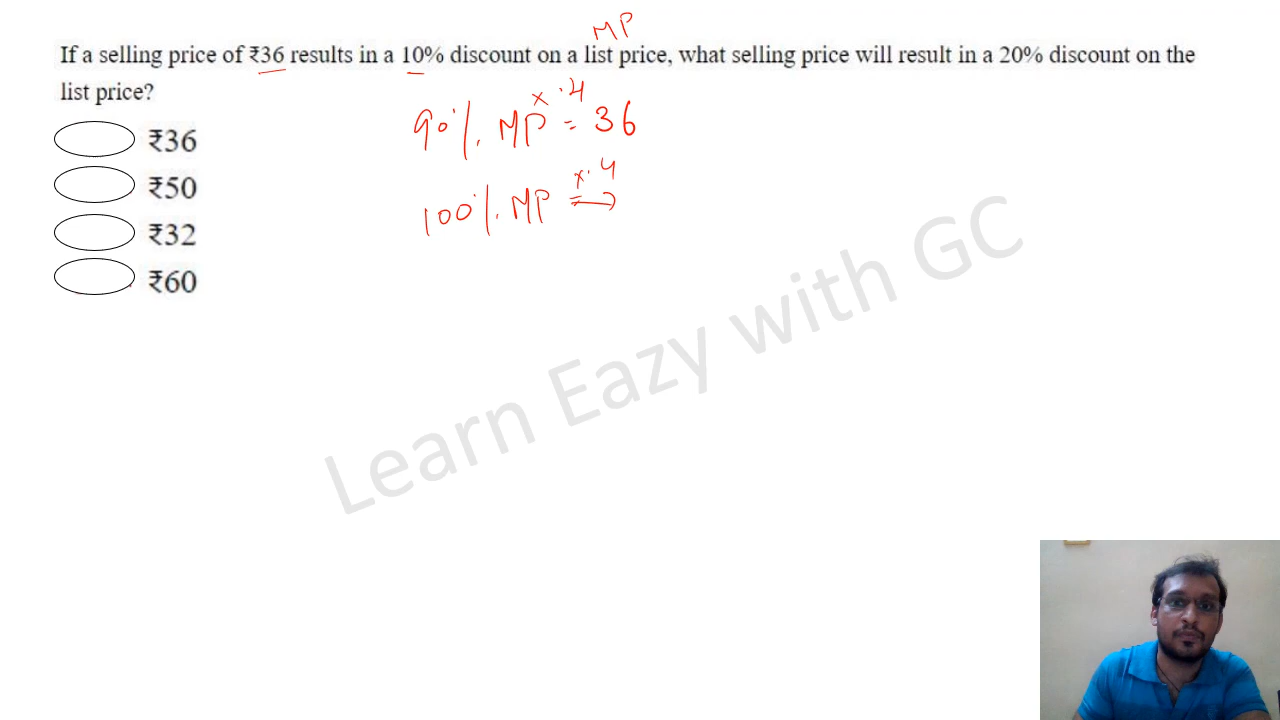 MP
If a selling price of ₹36 results in a 10% discount on a list price, what selling price will result in a 20% discount on the
list price?
x .4
90%. MP = 36
x. 4
100%. MP =
₹36
₹50
₹32
₹60
Learn Eazy with GC